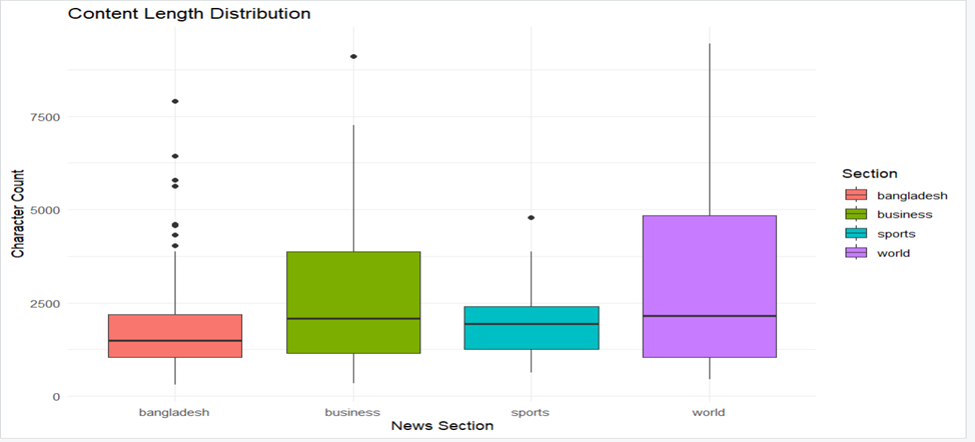 Content Length Distribution
Character Count
7500
5000
2500
0
bangladesh business sports world
News Section
Section
bangladesh
business
sports
world